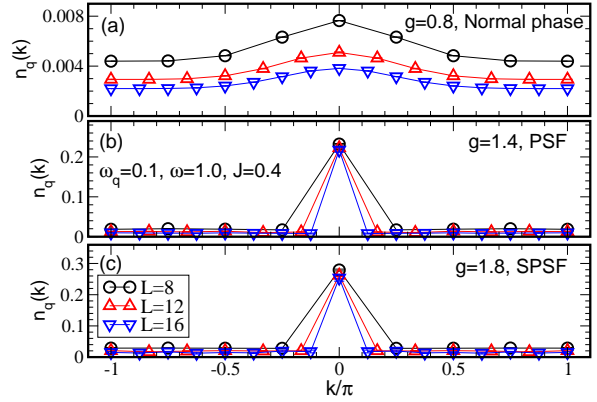 0.008
(a)
g=0.8, Normal phase
n_q(k)
0.004
0
(b)
g=1.4, PSF
0.2
n_q(k)
ω_q=0.1, ω=1.0, J=0.4
0.1
0
(c)
g=1.8, SPSF
0.3
n_q(k)
0.2
L=8
L=12
0.1
L=16
0
-1 -0.5 0 0.5 1
k/π